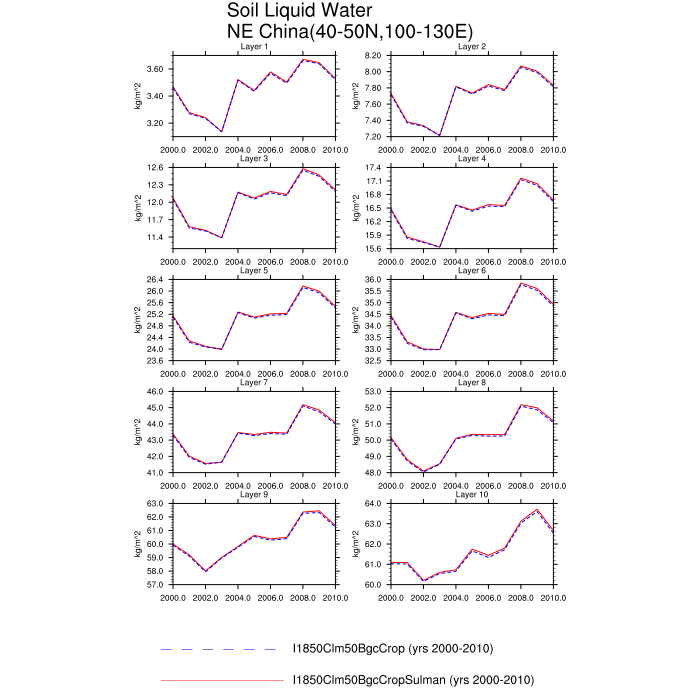 Soil Liquid Water
NE China(40-50N,100-130E)
Layer 1
Layer 2
kg/m^2
3.60
3.40
3.20
2000.0 2002.0 2004.0 2006.0 2008.0 2010.0
kg/m^2
8.20
8.00
7.80
7.60
7.40
7.20
2000.0 2002.0 2004.0 2006.0 2008.0 2010.0
Layer 3
Layer 4
kg/m^2
12.6
12.3
12.0
11.7
11.4
2000.0 2002.0 2004.0 2006.0 2008.0 2010.0
kg/m^2
17.4
17.1
16.8
16.5
16.2
15.9
15.6
2000.0 2002.0 2004.0 2006.0 2008.0 2010.0
Layer 5
Layer 6
kg/m^2
26.4
26.0
25.6
25.2
24.8
24.4
24.0
23.6
2000.0 2002.0 2004.0 2006.0 2008.0 2010.0
kg/m^2
36.0
35.5
35.0
34.5
34.0
33.5
33.0
32.5
2000.0 2002.0 2004.0 2006.0 2008.0 2010.0
Layer 7
Layer 8
kg/m^2
46.0
45.0
44.0
43.0
42.0
41.0
2000.0 2002.0 2004.0 2006.0 2008.0 2010.0
kg/m^2
53.0
52.0
51.0
50.0
49.0
48.0
2000.0 2002.0 2004.0 2006.0 2008.0 2010.0
Layer 9
Layer 10
kg/m^2
63.0
62.0
61.0
60.0
59.0
58.0
57.0
2000.0 2002.0 2004.0 2006.0 2008.0 2010.0
kg/m^2
64.0
63.0
62.0
61.0
60.0
2000.0 2002.0 2004.0 2006.0 2008.0 2010.0
I1850Clm50BgcCrop (yrs 2000-2010)
I1850Clm50BgcCropSulman (yrs 2000-2010)